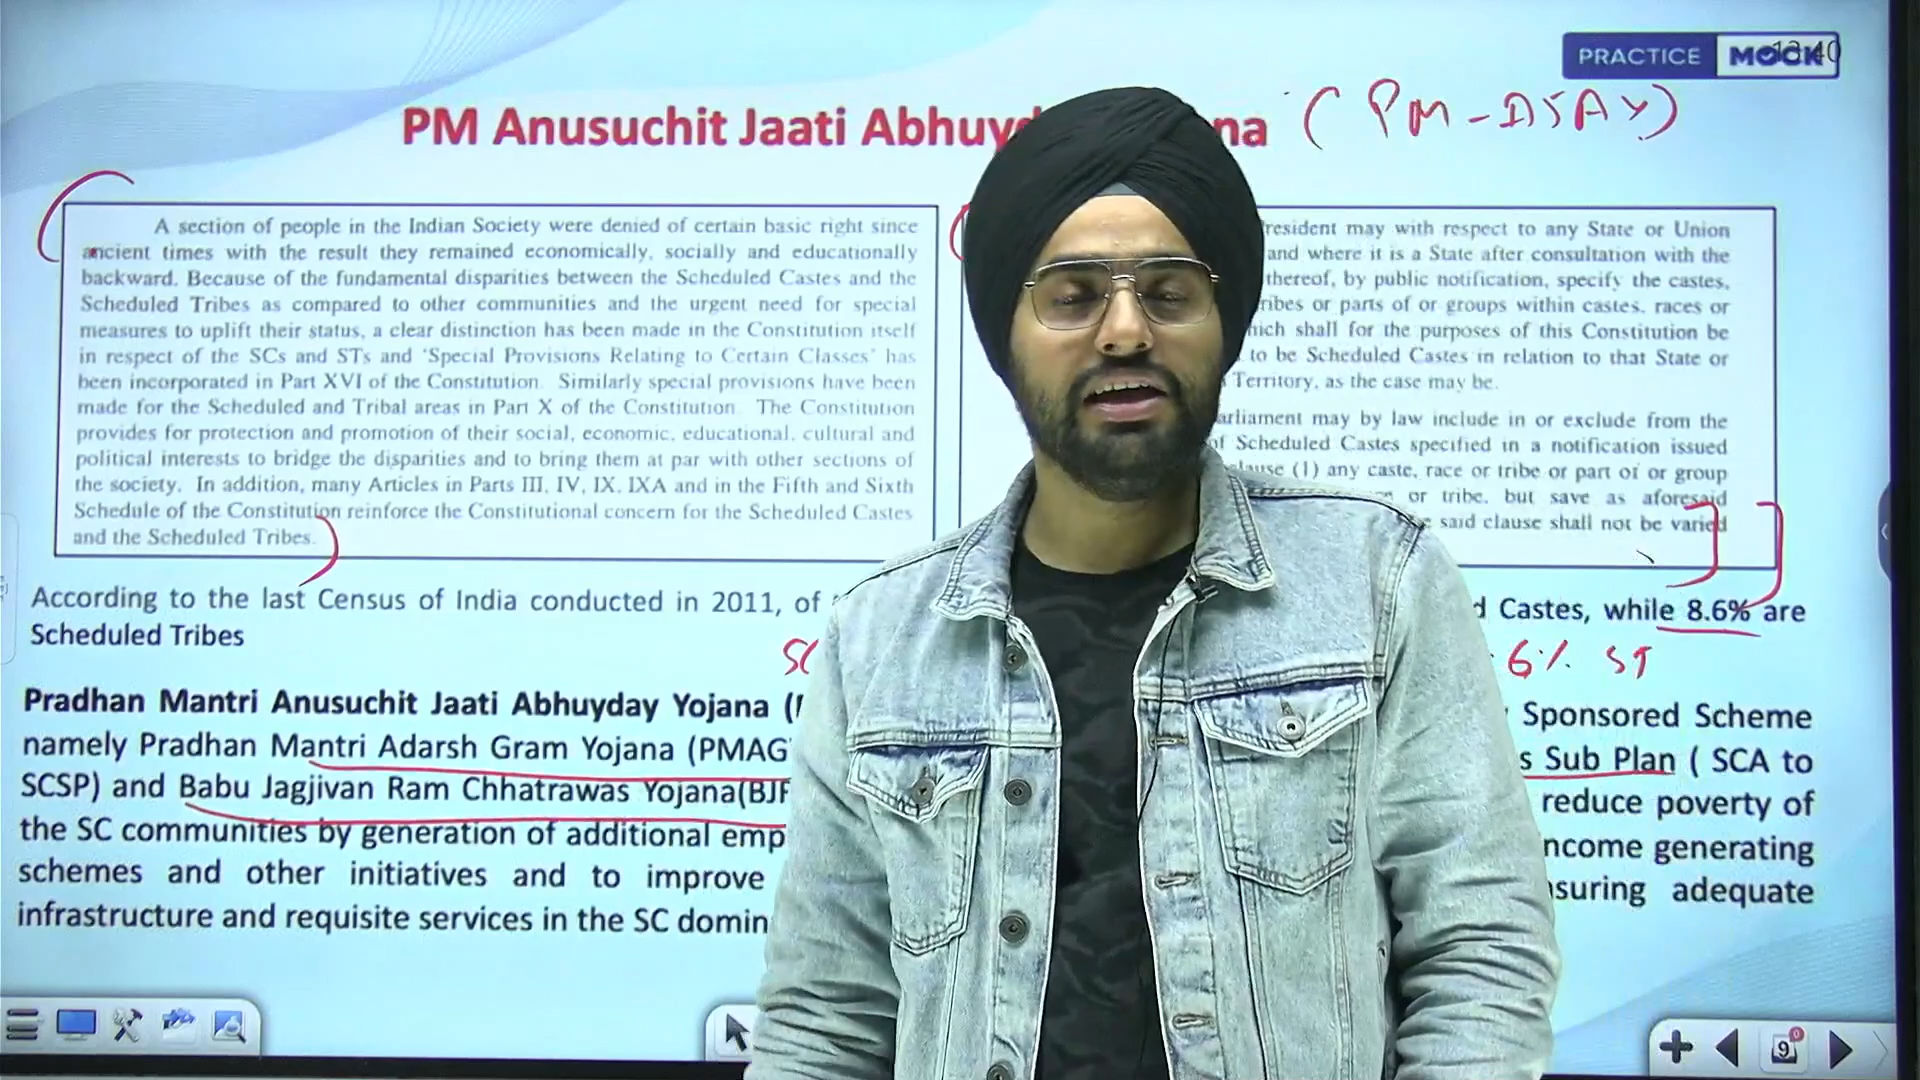 PRACTICE MOCK
13:40
PM Anusuchit Jaati Abhuyd na
(PM-AJAY)
A section of people in the Indian Society were denied of certain basic right since
ancient times with the result they remained economically, socially and educationally
backward. Because of the fundamental disparities between the Scheduled Castes and the
Scheduled Tribes as compared to other communities and the urgent need for special
measures to uplift their status, a clear distinction has been made in the Constitution itself
in respect of the SCs and STs and 'Special Provisions Relating to Certain Classes' has
been incorporated in Part XVI of the Constitution. Similarly special provisions have been
made for the Scheduled and Tribal areas in Part X of the Constitution. The Constitution
provides for protection and promotion of their social, economic, educational, cultural and
political interests to bridge the disparities and to bring them at par with other sections of
the society. In addition, many Articles in Parts III, IV, IX, IXA and in the Fifth and Sixth
Schedule of the Constitution reinforce the Constitutional concern for the Scheduled Castes
and the Scheduled Tribes.
resident may with respect to any State or Union
and where it is a State after consultation with the
thereof, by public notification, specify the castes,
ribes or parts of or groups within castes, races or
hich shall for the purposes of this Constitution be
to be Scheduled Castes in relation to that State or
Territory, as the case may be.
arliament may by law include in or exclude from the
of Scheduled Castes specified in a notification issued
clause (1) any caste, race or tribe or part of or group
or tribe, but save as aforesaid
said clause shall not be varied
According to the last Census of India conducted in 2011, of d Castes, while 8.6% are
Scheduled Tribes
SC 6% ST
Pradhan Mantri Anusuchit Jaati Abhuyday Yojana ( Sponsored Scheme
namely Pradhan Mantri Adarsh Gram Yojana (PMAG s Sub Plan ( SCA to
SCSP) and Babu Jagjivan Ram Chhatrawas Yojana(BJ reduce poverty of
the SC communities by generation of additional emp ncome generating
schemes and other initiatives and to improve nsuring adequate
infrastructure and requisite services in the SC domin
9
0